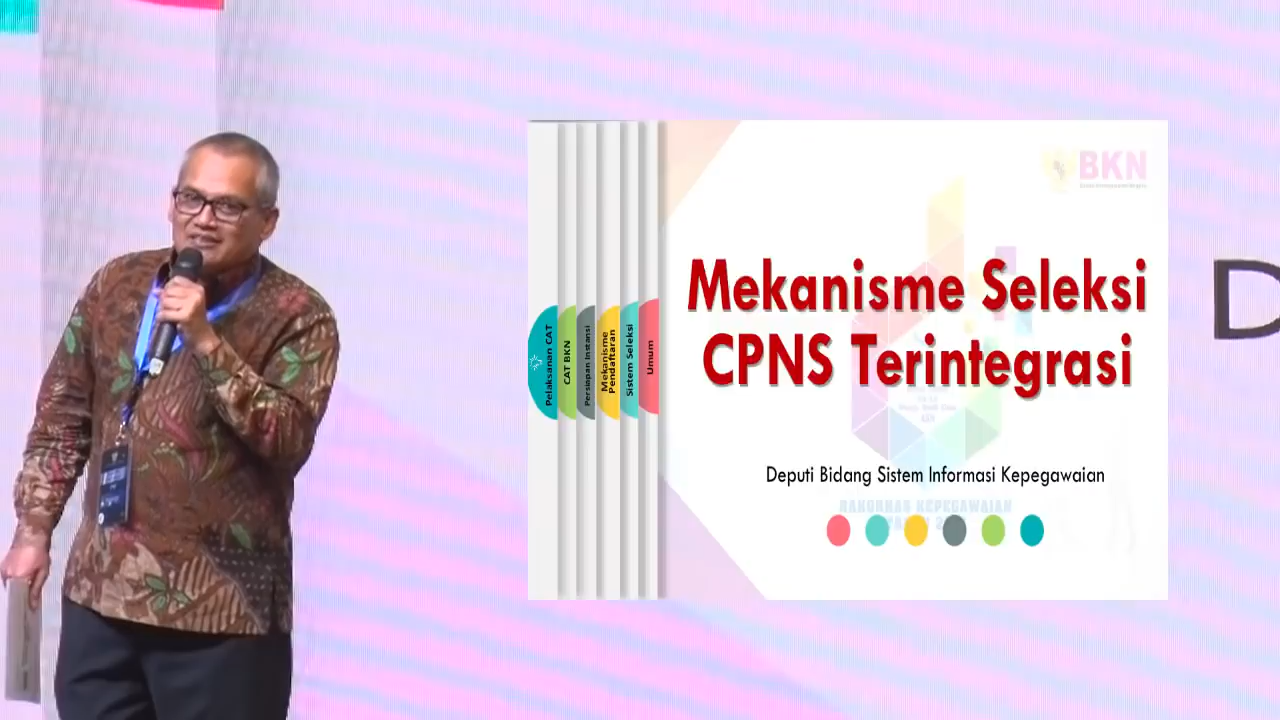 BKN
Mekanisme Seleksi
CPNS Terintegrasi
Deputi Bidang Sistem Informasi Kepegawaian
RAKORNAS KEPEGAWAIAN
Pelaksanan CAT
CAT BKN
Persiapan Instansi
Mekanisme
Pendaftaran
Sistem Seleksi
Umum
D